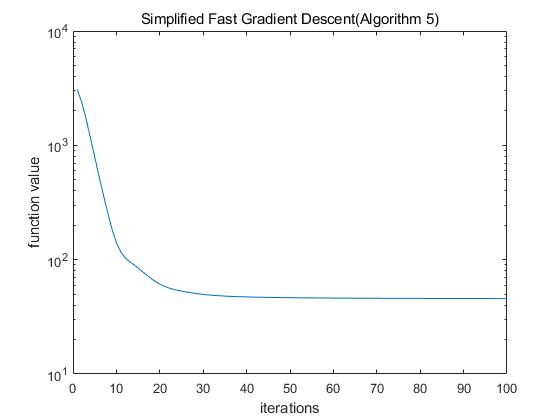 Simplified Fast Gradient Descent(Algorithm 5)
10^4
10^3
10^2
10^1
function value
0 10 20 30 40 50 60 70 80 90 100
iterations